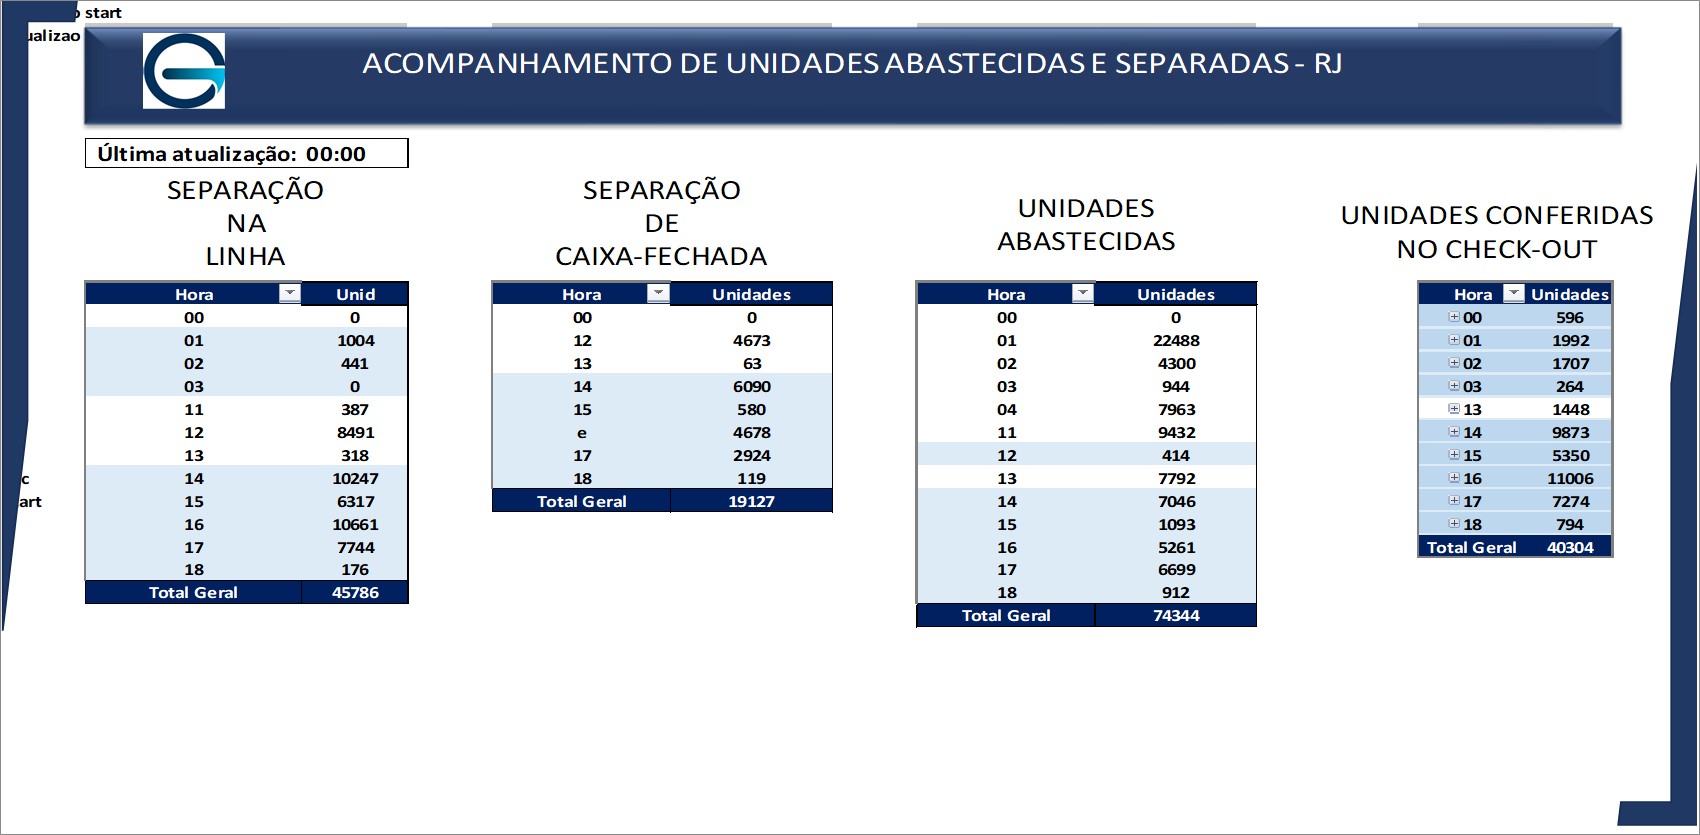 start
ualizao
ACOMPANHAMENTO DE UNIDADES ABASTECIDAS E SEPARADAS - RJ
Última atualização: 00:00
SEPARAÇÃO
NA
LINHA
Hora Unid
00 0
01 1004
02 441
03 0
11 387
12 8491
13 318
14 10247
15 6317
16 10661
17 7744
18 176
Total Geral 45786
SEPARAÇÃO
DE
CAIXA-FECHADA
Hora Unidades
00 0
12 4673
13 63
14 6090
15 580
e 4678
17 2924
18 119
Total Geral 19127
UNIDADES
ABASTECIDAS
Hora Unidades
00 0
01 22488
02 4300
03 944
04 7963
11 9432
12 414
13 7792
14 7046
15 1093
16 5261
17 6699
18 912
Total Geral 74344
UNIDADES CONFERIDAS
NO CHECK-OUT
Hora Unidades
00 596
01 1992
02 1707
03 264
13 1448
14 9873
15 5350
16 11006
17 7274
18 794
Total Geral 40304
c
art